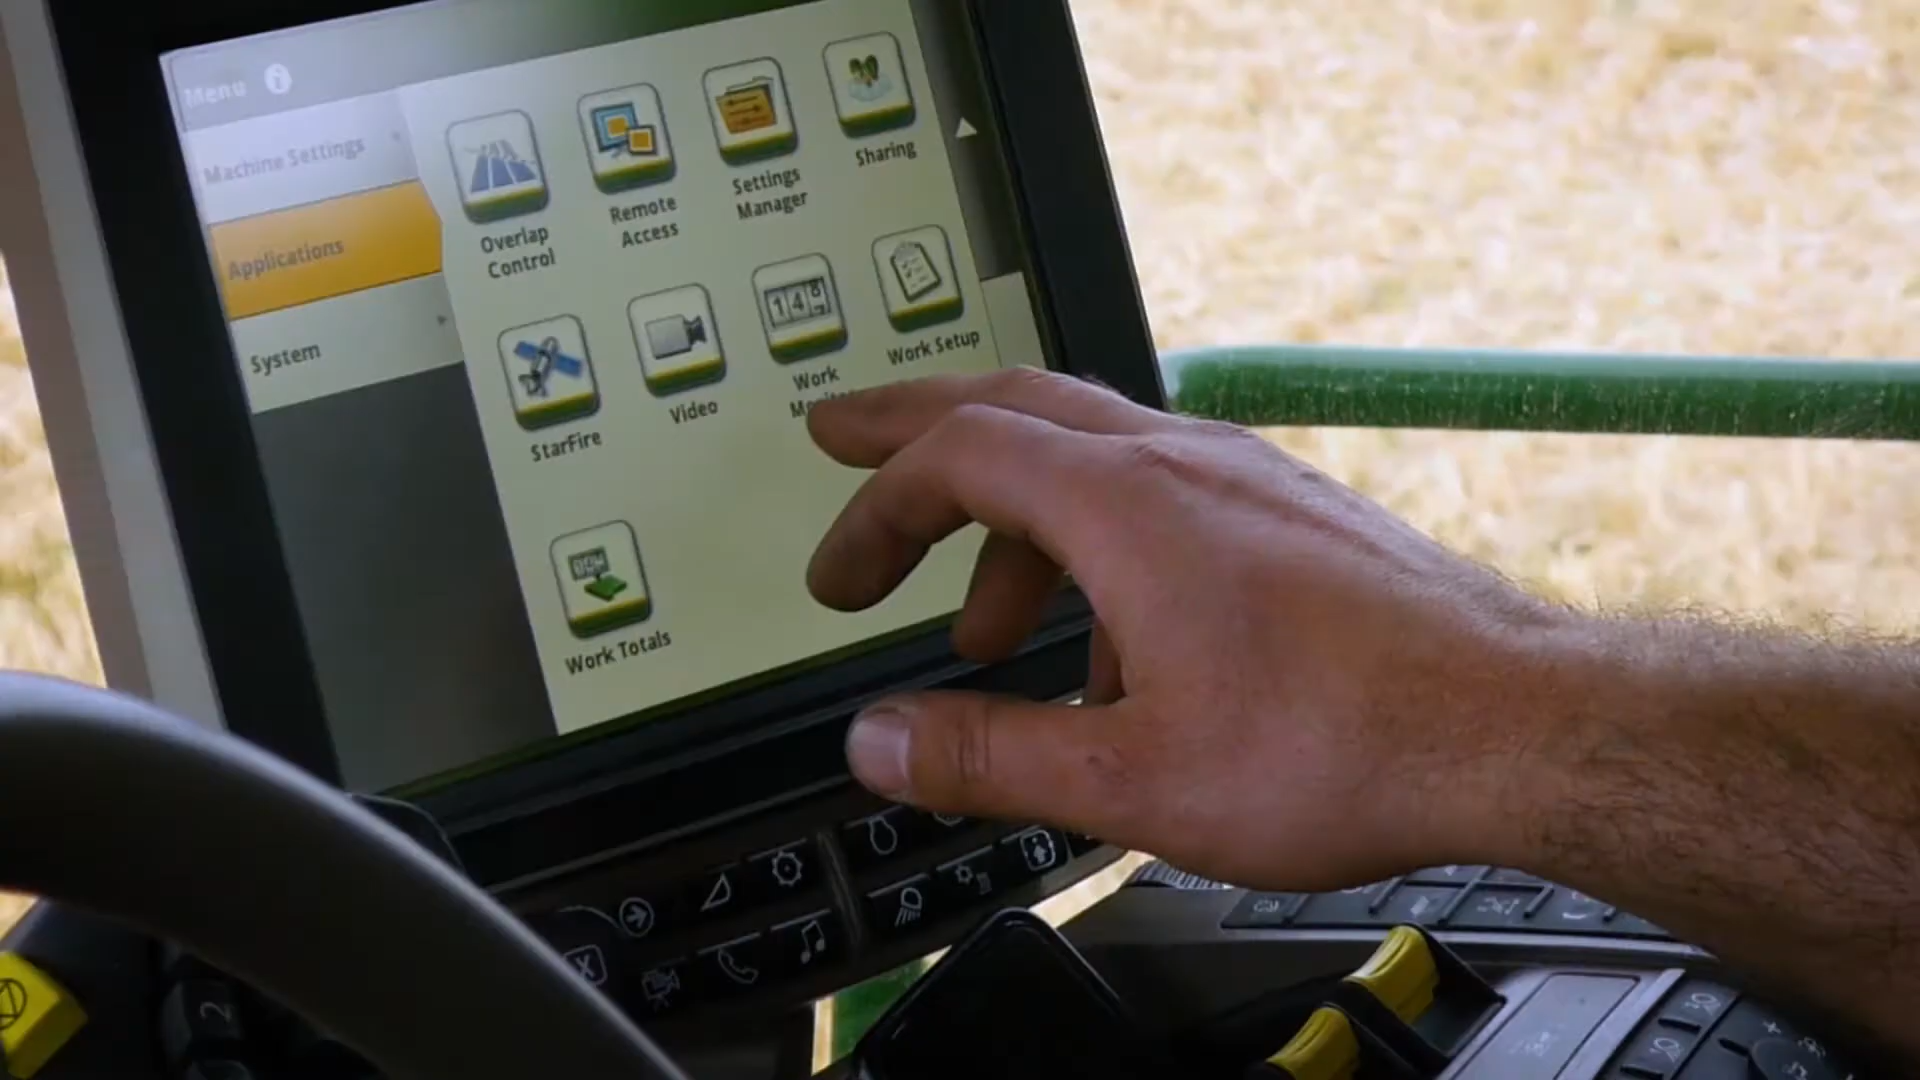 Menu
Machine Settings
Applications
System
Overlap
Control
Remote
Access
Settings
Manager
Sharing
StarFire
Video
Work
Work Setup
Work Totals
2
X